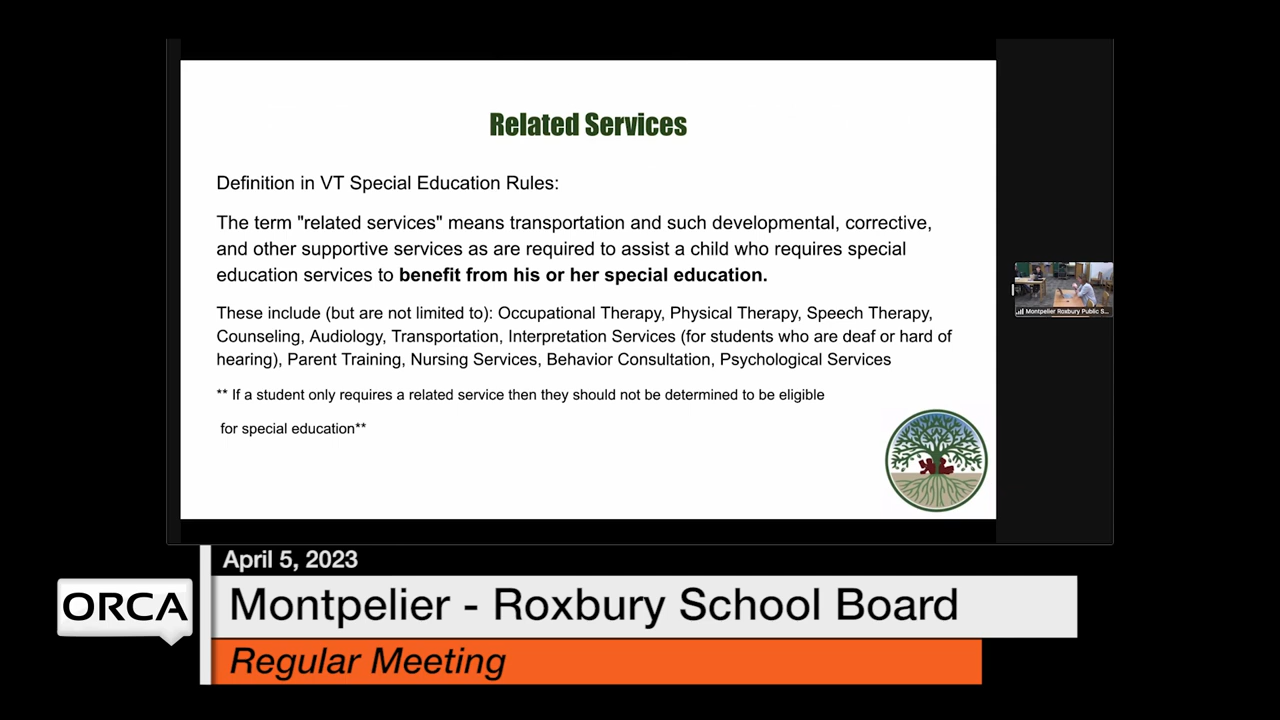 Related Services
Definition in VT Special Education Rules:
The term "related services" means transportation and such developmental, corrective,
and other supportive services as are required to assist a child who requires special
education services to benefit from his or her special education.
These include (but are not limited to): Occupational Therapy, Physical Therapy, Speech Therapy,
Counseling, Audiology, Transportation, Interpretation Services (for students who are deaf or hard of
hearing), Parent Training, Nursing Services, Behavior Consultation, Psychological Services
** If a student only requires a related service then they should not be determined to be eligible
for special education**
Montpelier Roxbury Public S...
April 5, 2023
ORCA
Montpelier - Roxbury School Board
Regular Meeting